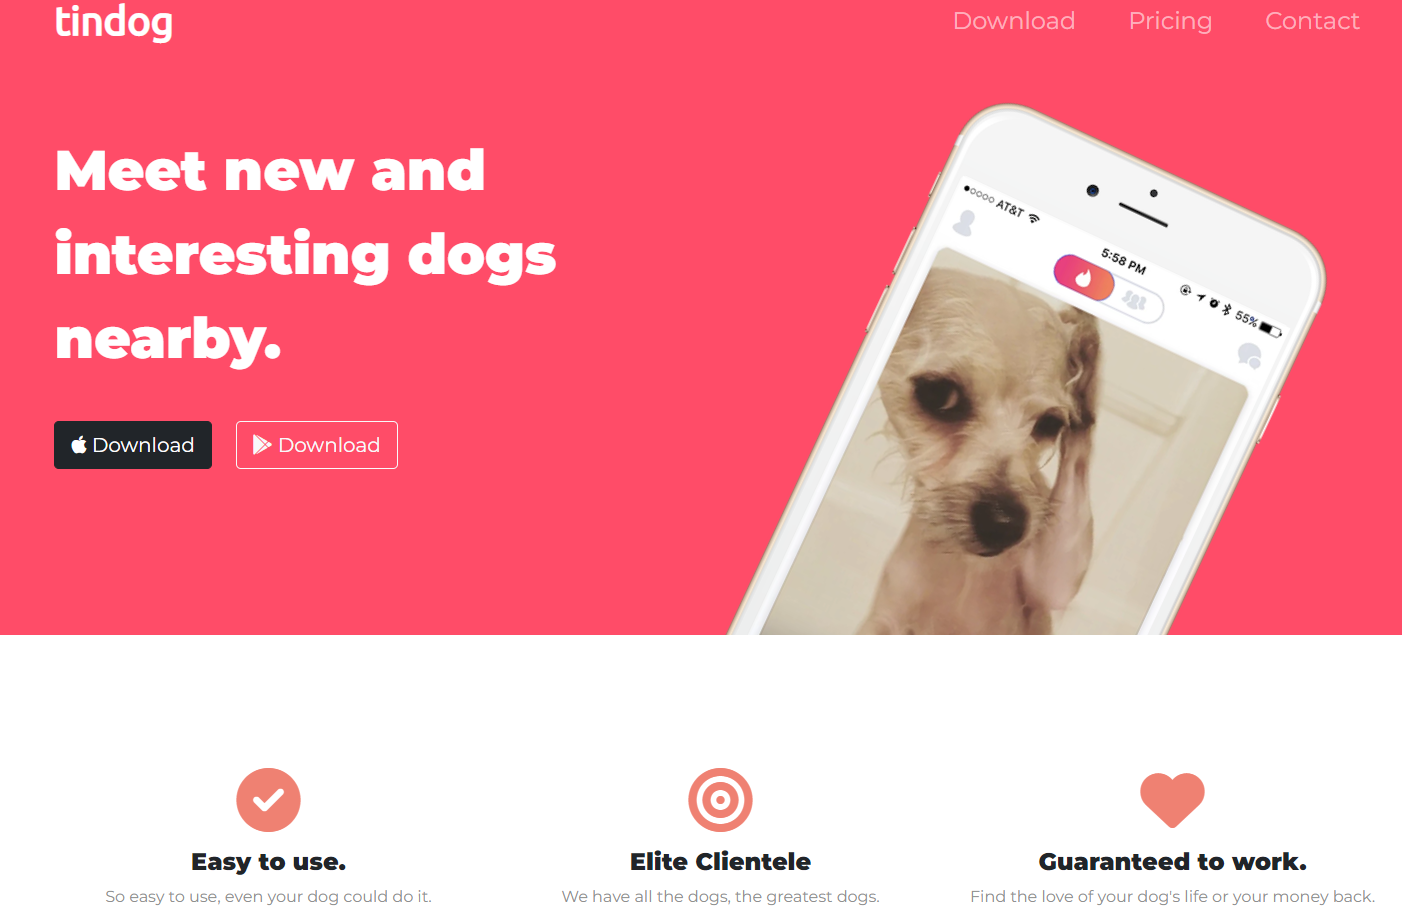 tindog
Download Pricing Contact
Meet new and
interesting dogs
nearby.
Download Download
AT&T
5:58 PM
55%
Easy to use.
So easy to use, even your dog could do it.
Elite Clientele
We have all the dogs, the greatest dogs.
Guaranteed to work.
Find the love of your dog's life or your money back.